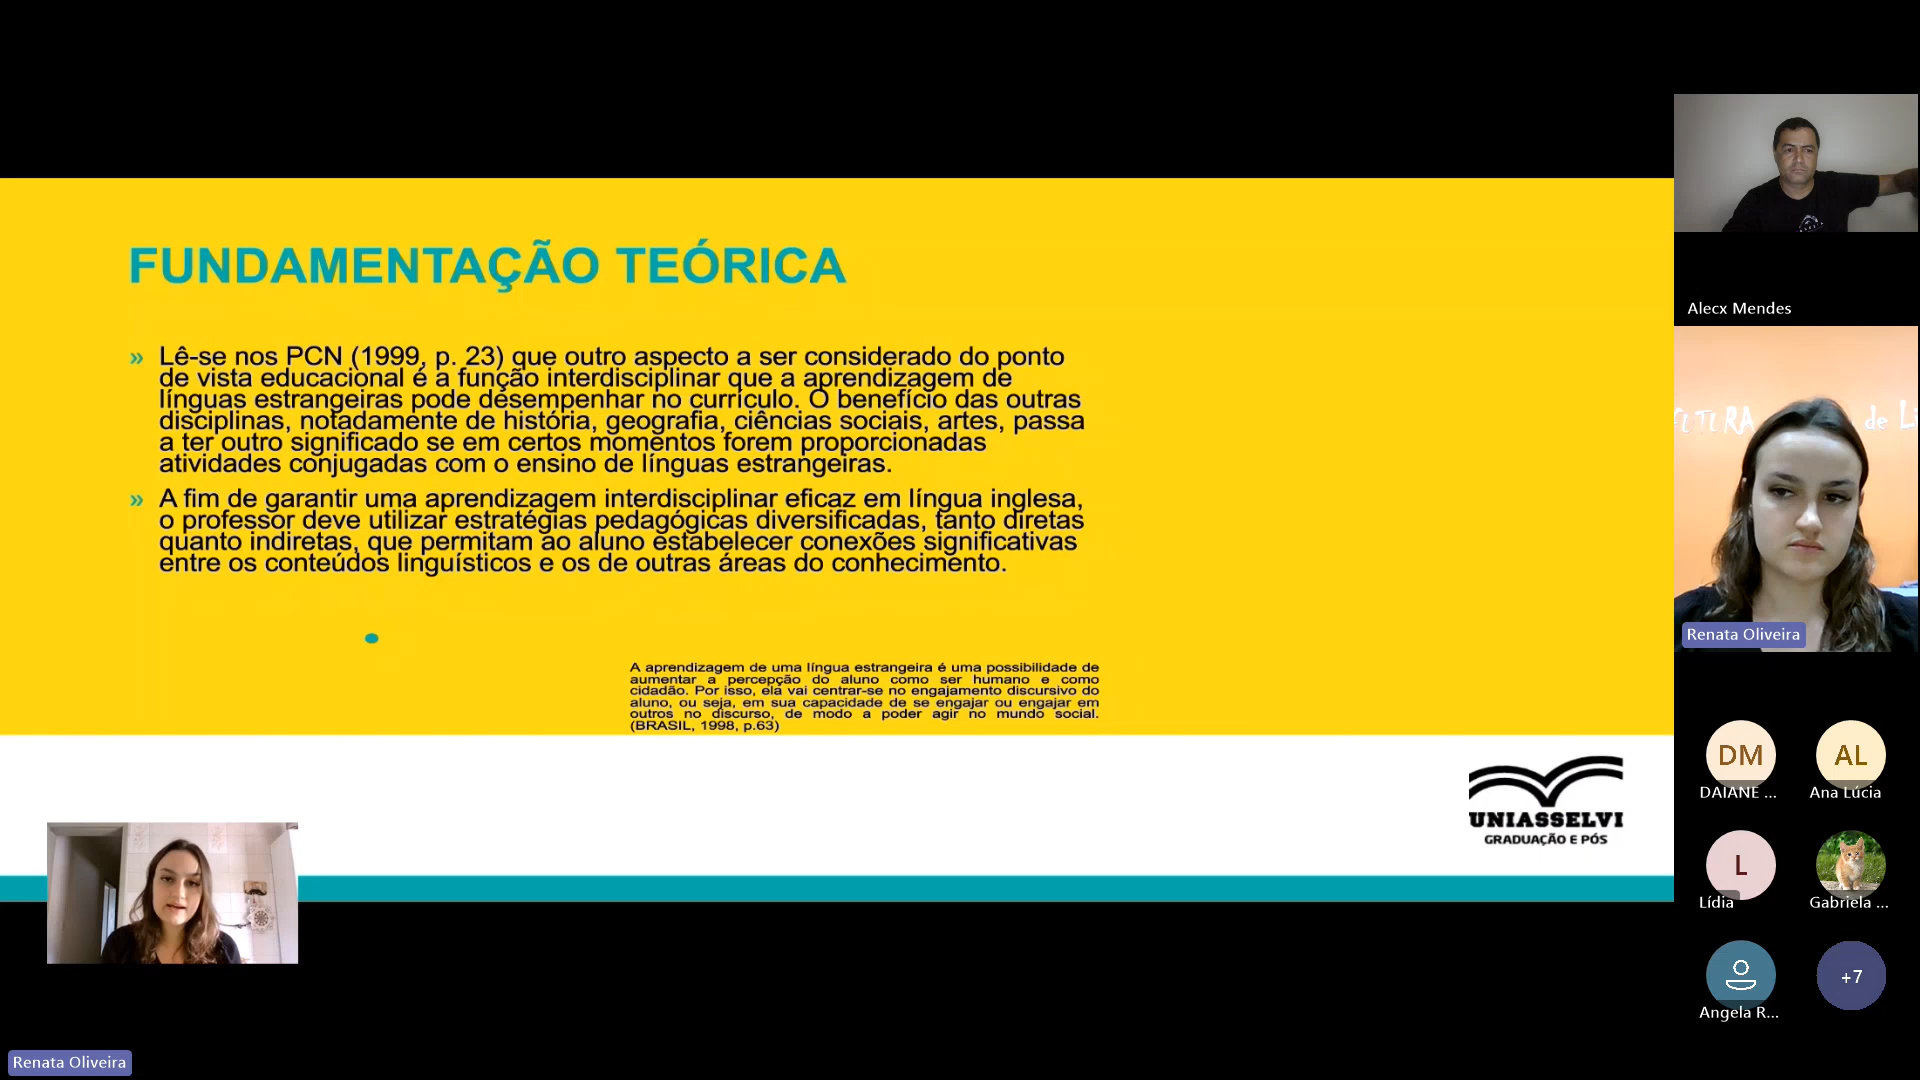 FUNDAMENTAÇÃO TEÓRICA
» Lê-se nos PCN (1999, p. 23) que outro aspecto a ser considerado do ponto
de vista educacional é a função interdisciplinar que a aprendizagem de
línguas estrangeiras pode desempenhar no currículo. O benefício das outras
disciplinas, notadamente de história, geografia, ciências sociais, artes, passa
a ter outro significado se em certos momentos forem proporcionadas
atividades conjugadas com o ensino de línguas estrangeiras.
» A fim de garantir uma aprendizagem interdisciplinar eficaz em língua inglesa,
o professor deve utilizar estratégias pedagógicas diversificadas, tanto diretas
quanto indiretas, que permitam ao aluno estabelecer conexões significativas
entre os conteúdos linguísticos e os de outras áreas do conhecimento.
A aprendizagem de uma língua estrangeira é uma possibilidade de
aumentar a percepção do aluno como ser humano e como
cidadão. Por isso, ela vai centrar-se no engajamento discursivo do
aluno, ou seja, em sua capacidade de se engajar ou engajar em
outros no discurso, de modo a poder agir no mundo social.
(BRASIL, 1998, p.63)
UNIASSELVI
GRADUAÇÃO E PÓS
Renata Oliveira
Alecx Mendes
de Li
Renata Oliveira
DM
DAIANE ...
AL
Ana Lúcia
L
Lídia
Gabriela ...
Angela R...
+7